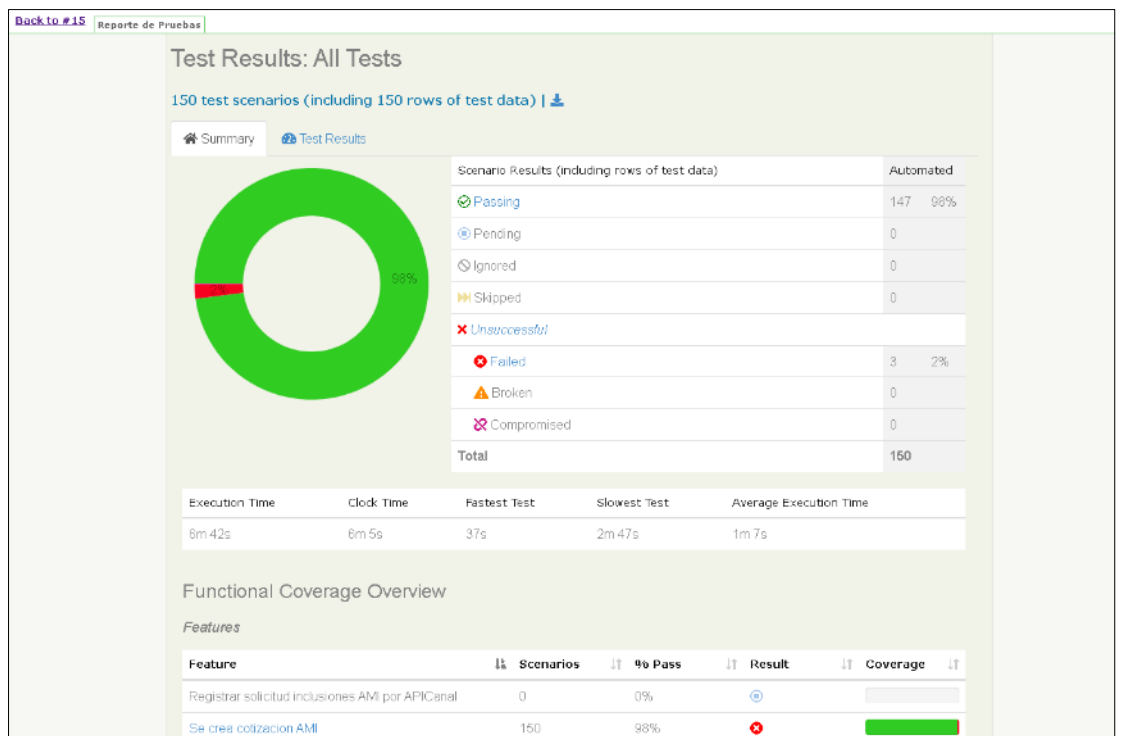 Back to #15 Reporte de Pruebas
Test Results: All Tests
150 test scenarios (including 150 rows of test data) |
Summary Test Results
Scenario Results (including rows of test data) Automated
Passing 147 98%
Pending 0
Ignored 0
Skipped 0
Unsuccessful
Failed 3 2%
Broken 0
Compromised 0
Total 150
98%
2%
Execution Time Clock Time Fastest Test Slowest Test Average Execution Time
6m 42s 6m 5s 37s 2m 47s 1m 7s
Functional Coverage Overview
Features
Feature Scenarios % Pass Result Coverage
Registrar solicitud inclusiones AMI por APICanal 0 0%
Se crea cotizacion AMI 150 98%